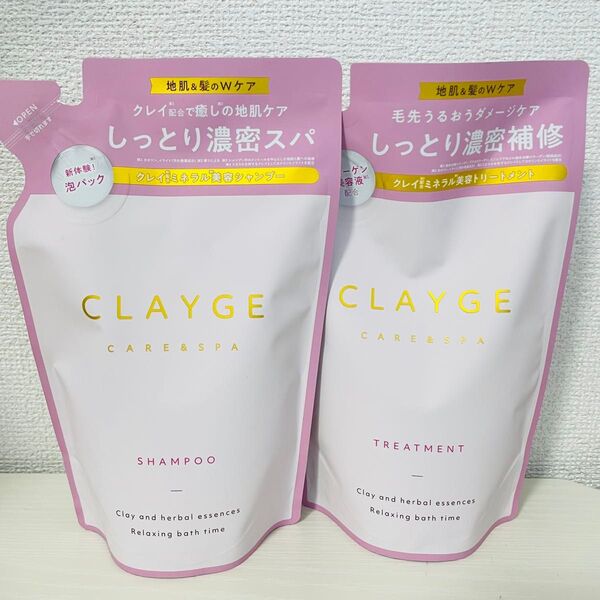 OPEN
地肌&髪のWケア
クレイ配合で癒しの地肌ケア
しっとり濃密スパ
新体験!
泡パック
クレイミネラル美容シャンプー
CLAYGE
CARE&SPA
SHAMPOO
Clay and herbal essences
Relaxing bath time
地肌&髪のWケア
毛先うるおうダメージケア
しっとり濃密補修
ーゲン
美容液
配合
クレイミネラル美容トリートメント
CLAYGE
CARE&SPA
TREATMENT
Clay and herbal essences
Relaxing bath time